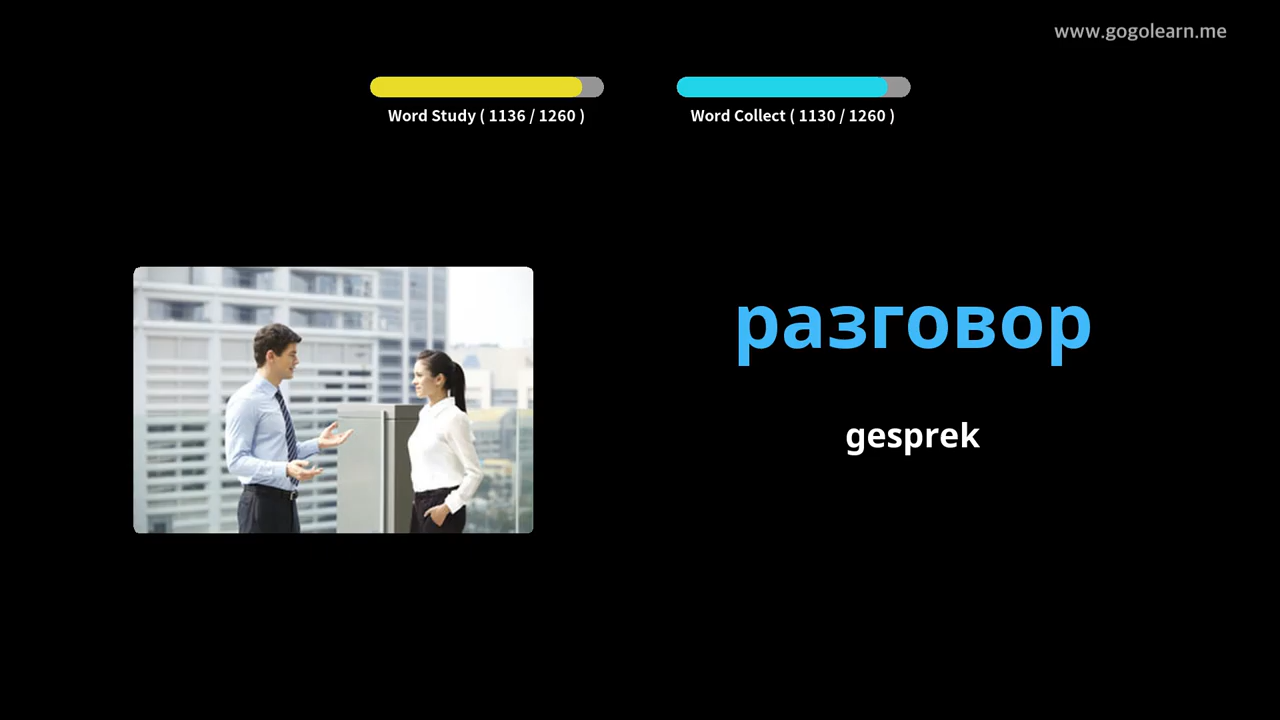 www.gogolearn.me
Word Study ( 1136 / 1260 )
Word Collect ( 1130 / 1260 )
разговор
gesprek